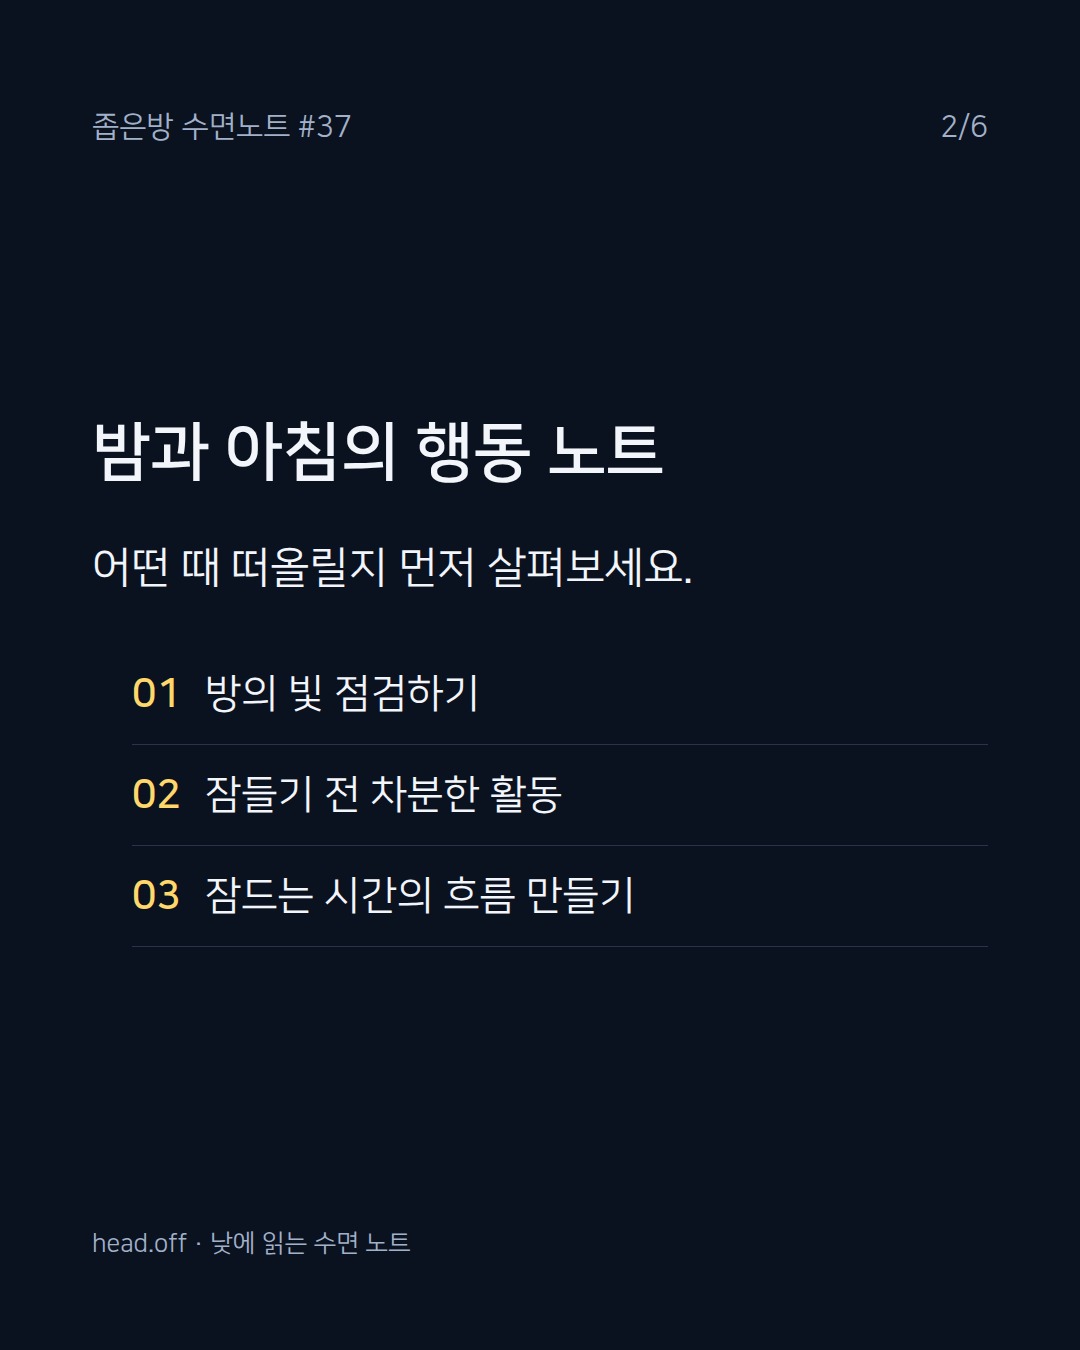 좁은방 수면노트 #37
2/6
밤과 아침의 행동 노트
어떤 때 떠올릴지 먼저 살펴보세요.
01 방의 빛 점검하기
02 잠들기 전 차분한 활동
03 잠드는 시간의 흐름 만들기
head.off · 낮에 읽는 수면 노트